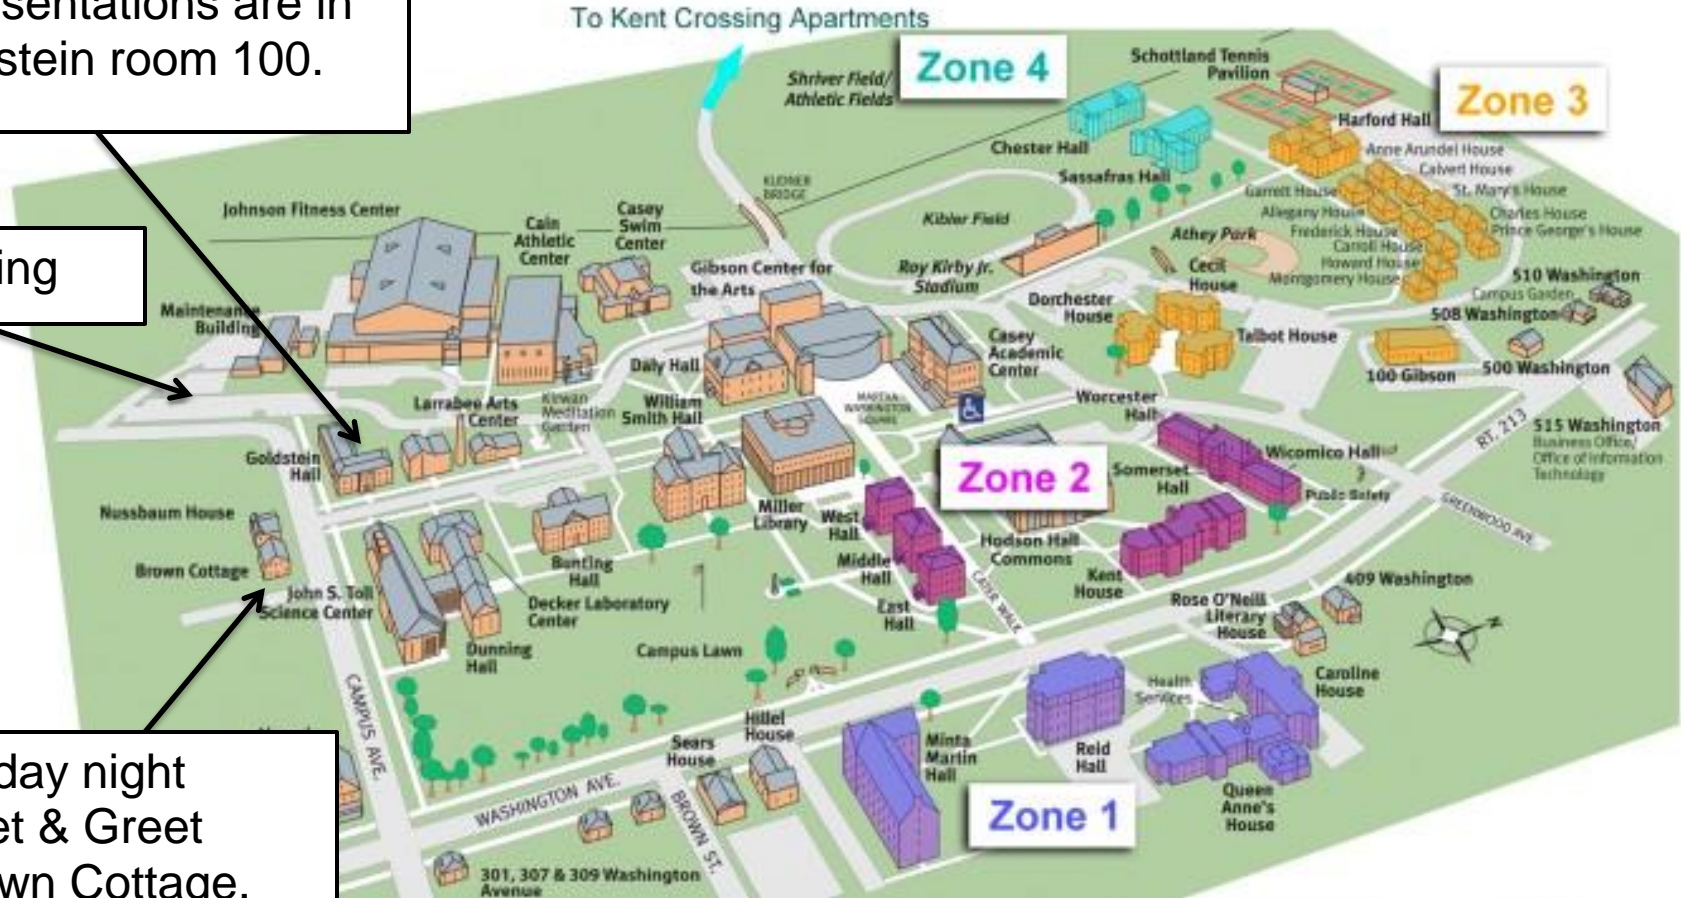 sentations are in
stein room 100.
To Kent Crossing Apartments
Zone 4
Schottland Tennis
Pavilion
Zone 3
Shriver Field/
Athletic Fields
Harford Hall
Anne Arundel House
Calvert House
St. Mary's House
Charles House
Prince George's House
Chester Hall
Sassafras Hall
Garrett House
Allegany House
Frederick House
Carroll House
Howard House
Montgomery House
KLUDNER
BRIDGE
Johnson Fitness Center
Cain
Athletic
Center
Casey
Swim
Center
Kibler Field
Athey Park
ing
Gibson Center for
the Arts
Roy Kirby Jr.
Stadium
Cecil
House
510 Washington
Campus Garden
508 Washington
Dorchester
House
Talbot House
Maintenance
Building
Daly Hall
Casey
Academic
Center
100 Gibson
500 Washington
Larrabee Arts
Center
Kirwan
Meditation
Garden
William
Smith Hall
MARTHA
WASHINGTON
SQUARE
Worcester
Hall
RT. 213
515 Washington
Business Office/
Office of Information
Technology
Goldstein
Hall
Zone 2
Somerset
Hall
Wicomico Hall
Public Safety
GREENWOOD AVE.
Nussbaum House
Miller
Library
West
Hall
Middle
Hall
East
Hall
Hodson Hall
Commons
Kent
House
CATER WALK
Brown Cottage
Bunting
Hall
John S. Toll
Science Center
Decker Laboratory
Center
Dunning
Hall
Campus Lawn
409 Washington
Rose O'Neill
Literary
House
N
Caroline
House
Health
Services
CAMPUS AVE.
Hillel
House
Sears
House
Minta
Martin
Hall
Reid
Hall
Queen
Anne's
House
Zone 1
day night
et & Greet
wn Cottage.
WASHINGTON AVE.
BROWN ST.
301, 307 & 309 Washington
Avenue